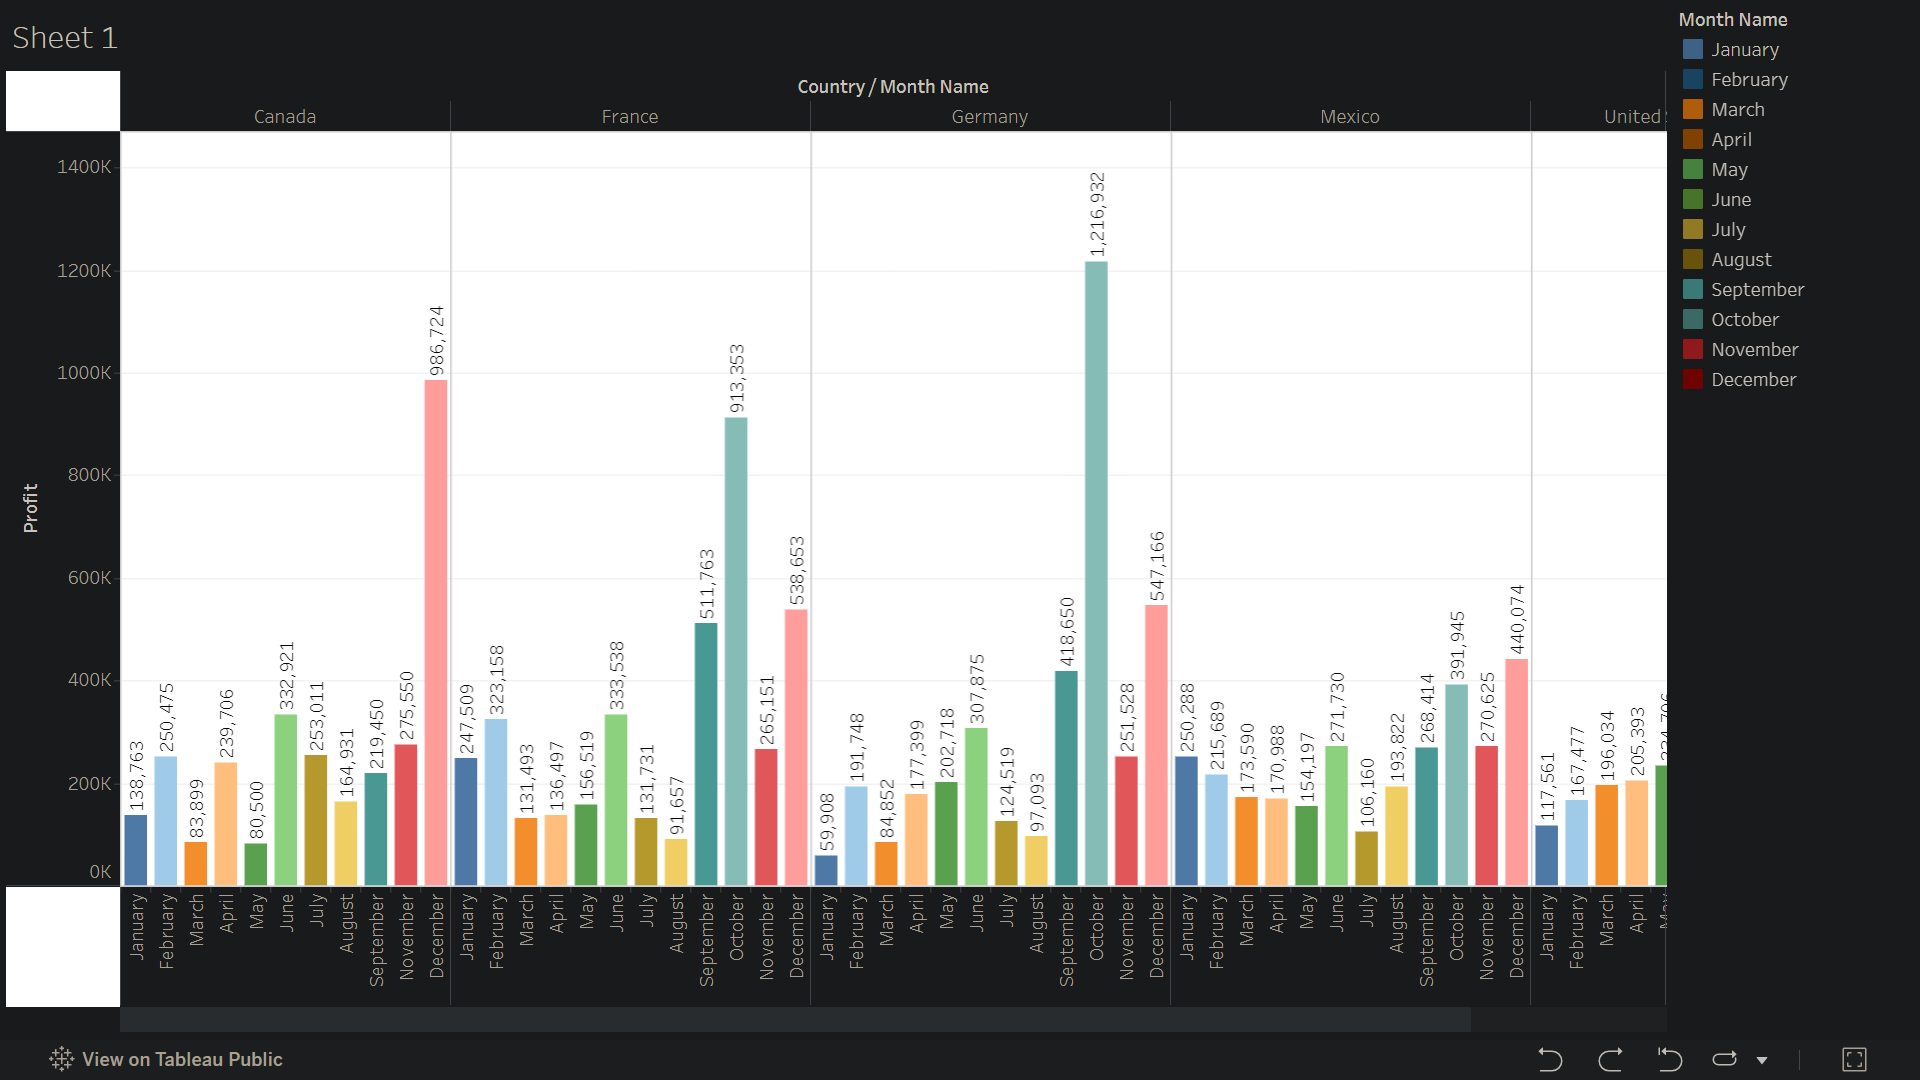 Sheet 1
Country / Month Name
Canada France Germany Mexico United
Profit
1400K
1200K
1000K
800K
600K
400K
200K
0K
138,763 250,475 83,899 239,706 80,500 332,921 253,011 164,931 219,450 275,550 986,724
247,509 323,158 131,493 136,497 156,519 333,538 131,731 91,657 511,763 913,353 265,151 538,653
59,908 191,748 84,852 177,399 202,718 307,875 124,519 97,093 418,650 1,216,932 251,528 547,166
250,288 215,689 173,590 170,988 154,197 271,730 106,160 193,822 268,414 391,945 270,625 440,074
117,561 167,477 196,034 205,393
January February March April May June July August September November December
January February March April May June July August September October November December
January February March April May June July August September October November December
January February March April May June July August September October November December
January February March April May
Month Name
January
February
March
April
May
June
July
August
September
October
November
December
View on Tableau Public